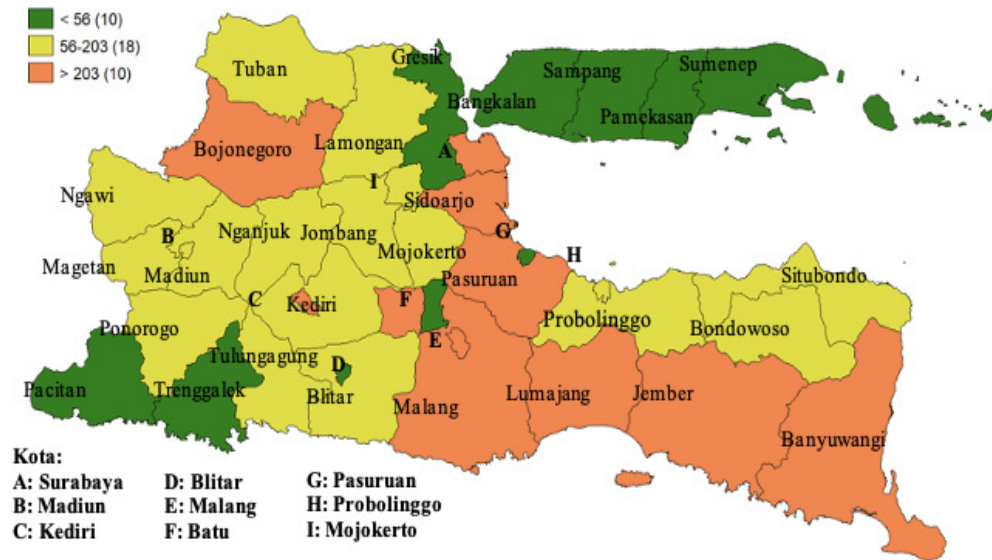 < 56 (10)
56-203 (18)
> 203 (10)
Tuban
Gresik
Sampang
Sumenep
Bangkalan
Pamekasan
Bojonegoro
Lamongan
A
I
Ngawi
Sidoarjo
B
Nganjuk
Jombang
G
Mojokerto
H
Magetan
Madiun
Pasuruan
Situbondo
C
Kediri
F
Ponorogo
Probolinggo
Bondowoso
E
Tulungagung
D
Pacitan
Trenggalek
Blitar
Malang
Lumajang
Jember
Banyuwangi
Kota:
A: Surabaya D: Blitar G: Pasuruan
B: Madiun E: Malang H: Probolinggo
C: Kediri F: Batu I: Mojokerto